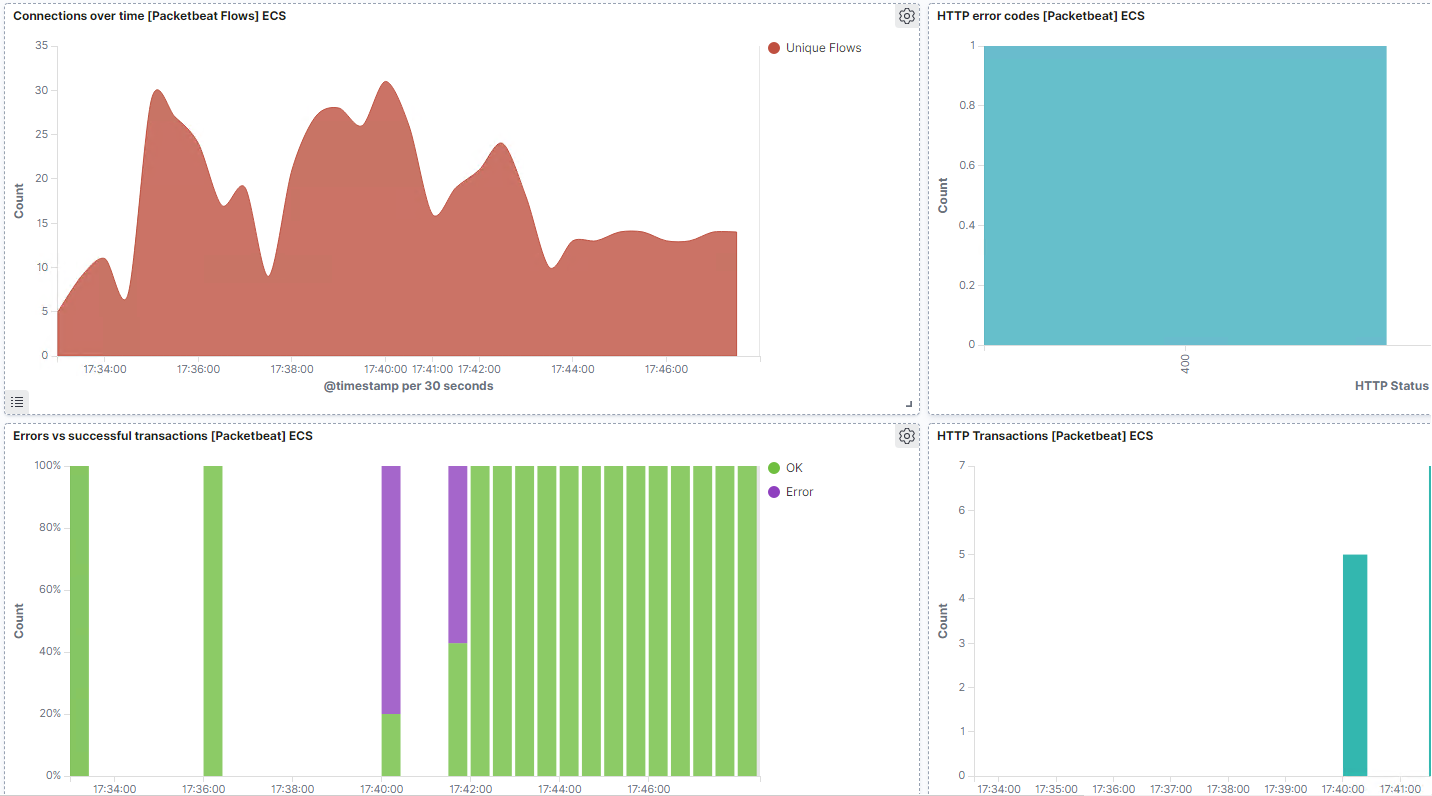 Connections over time [Packetbeat Flows] ECS
35
30
25
20
15
10
5
0
Count
17:34:00 17:36:00 17:38:00 17:40:00 17:41:00 17:42:00 17:44:00 17:46:00
@timestamp per 30 seconds
Unique Flows
HTTP error codes [Packetbeat] ECS
1
0.8
0.6
0.4
0.2
0
Count
400
HTTP Status
Errors vs successful transactions [Packetbeat] ECS
100%
80%
60%
40%
20%
0%
Count
17:34:00 17:36:00 17:38:00 17:40:00 17:42:00 17:44:00 17:46:00
OK
Error
HTTP Transactions [Packetbeat] ECS
7
6
5
4
3
2
1
0
Count
17:34:00 17:35:00 17:36:00 17:37:00 17:38:00 17:39:00 17:40:00 17:41:00